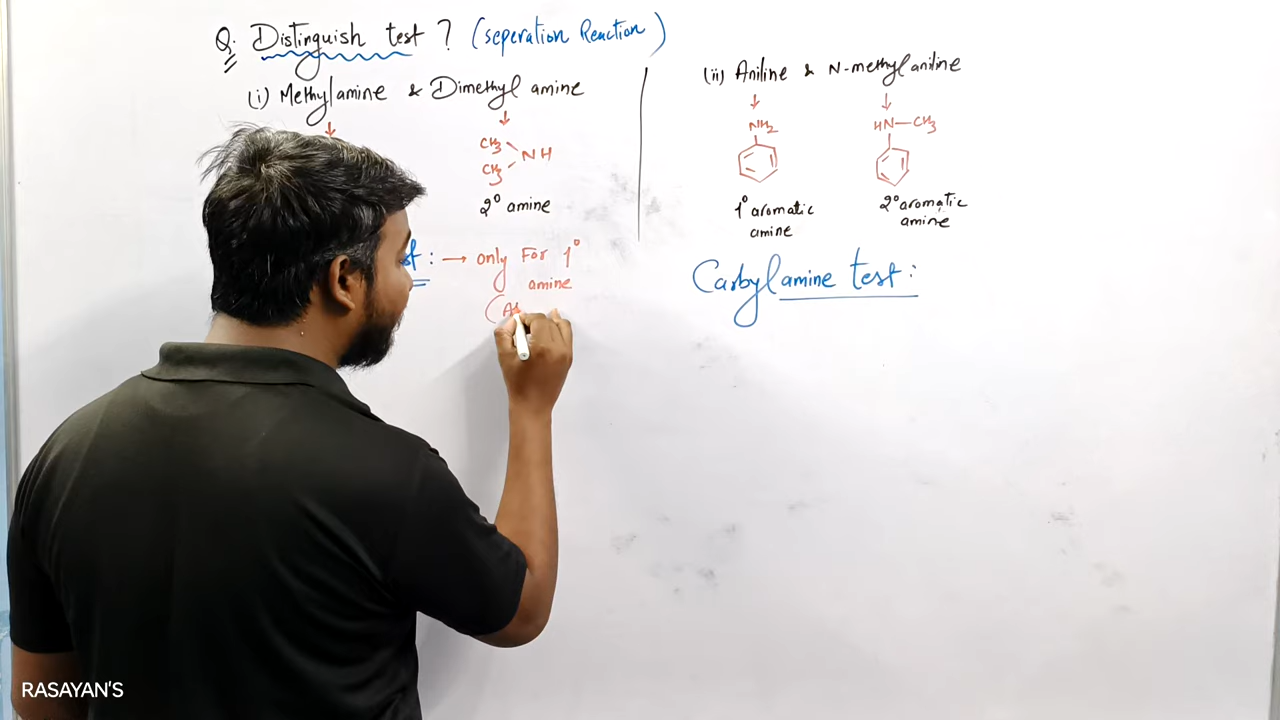 Q. Distinguish test ? (seperation Reaction)
(i) Methylamine & Dimethyl amine
CH3
CH3
NH
2° amine
: → only For 1°
amine
(ii) Aniline & N-methylaniline
NH2
HN-CH3
1° aromatic
amine
2° aromatic
amine
Carbylamine test :
RASAYAN'S